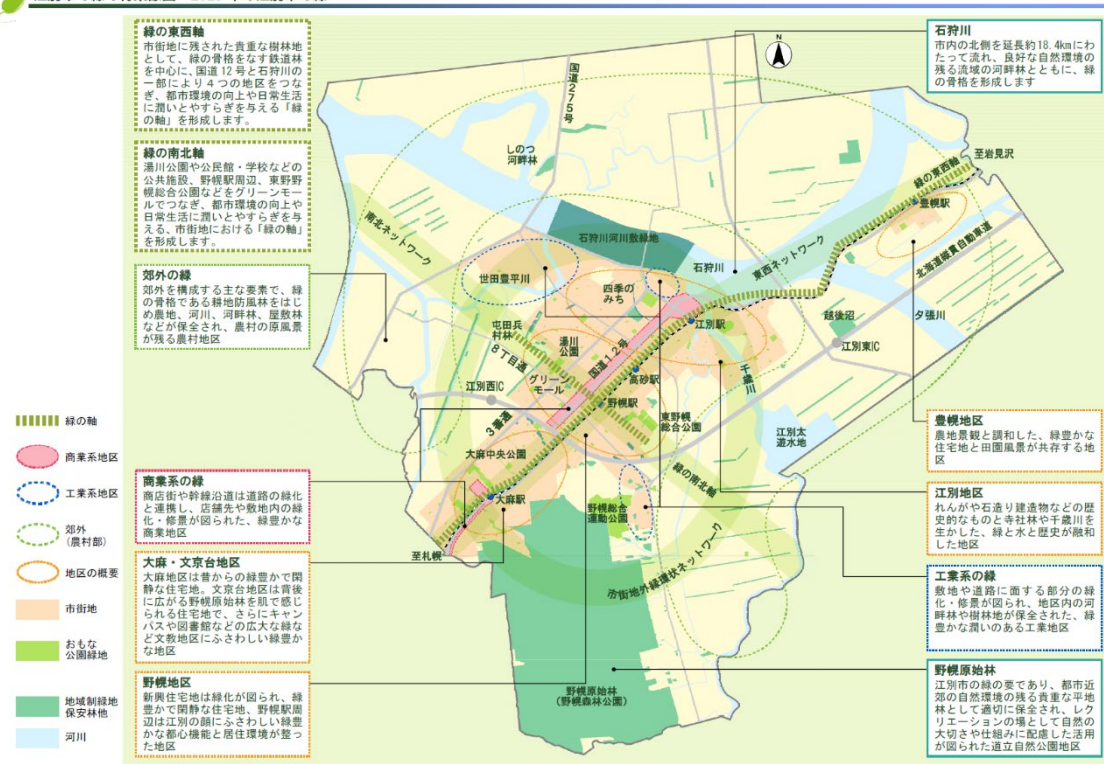 緑の東西軸
市街地に残された貴重な樹林地
として、緑の骨格をなす鉄道林
を中心に、国道12号と石狩川の
一部により4つの地区をつな
ぎ、都市環境の向上や日常生活
に潤いとやすらぎを与える「緑
の軸」を形成します。
緑の南北軸
湯川公園や公民館・学校などの
公共施設、野幌駅周辺、東野幌
総合公園などをグリーンモー
ルでつなぎ、都市環境の向上や
日常生活に潤いとやすらぎを与
える、市街地における「緑の軸」
を形成します。
郊外の緑
郊外を構成する主な要素で、緑
の骨格である耕地防風林をはじ
め農地、河川、河畔林、屋敷林
などが保全され、農村の原風景
が残る農村地区
緑の軸
商業系地区
工業系地区
郊外
(農村部)
地区の概要
市街地
おもな
公園緑地
地域制緑地
保安林他
河川
商業系の緑
商店街や幹線沿道は道路の緑化
と連携し、店舗先や敷地内の緑
化・修景が図られた、緑豊かな
商業地区
大麻・文京台地区
大麻地区は昔からの緑豊かで閑
静な住宅地。文京台地区は背後
に広がる野幌原始林を肌で感じ
られる住宅地で、さらにキャン
パスや図書館などの広大な緑な
ど文教地区にふさわしい緑豊か
な地区
野幌地区
新興住宅地は緑化が図られ、緑
豊かで閑静な住宅地、野幌駅周
辺は江別の顔にふさわしい緑豊
かな都心機能と居住環境が整っ
た地区
N
国道275号
しのつ
河畔林
至岩見沢
緑の東西軸
豊幌駅
南北ネットワーク
石狩川河川敷緑地
石狩川
東西ネットワーク
北海道縦貫自動車道
世田豊平川
四季の
みち
夕張川
越後沼
江別駅
江別東IC
屯田兵
村林
湯川
公園
国道12号
8丁目通
千歳川
高砂駅
江別西IC
グリーン
モール
野幌駅
3番通
東野幌
総合公園
江別太
遊水地
大麻中央公園
緑の南北軸
大麻駅
野幌総合
運動公園
至札幌
市街地外縁環状ネットワーク
野幌原始林
(野幌森林公園)
石狩川
市内の北側を延長約18.4kmにわ
たって流れ、良好な自然環境の
残る流域の河畔林とともに、緑
の骨格を形成します
豊幌地区
農地景観と調和した、緑豊かな
住宅地と田園風景が共存する地
区
江別地区
れんがや石造り建造物などの歴
史的なものと寺社林や千歳川を
生かした、緑と水と歴史が融和
した地区
工業系の緑
敷地や道路に面する部分の緑
化・修景が図られ、地区内の河
畔林や樹林地が保全された、緑
豊かな潤いのある工業地区
野幌原始林
江別市の緑の要であり、都市近
郊の自然環境の残る貴重な平地
林として適切に保全され、レク
リエーションの場として自然の
大切さや仕組みに配慮した活用
が図られた道立自然公園地区